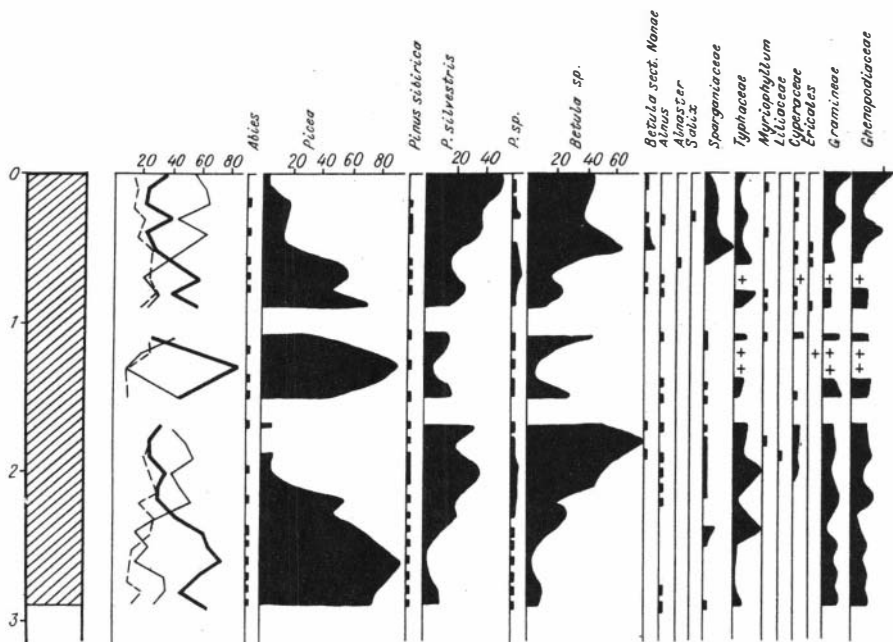 Abies
Picea
Pinus sibirica
P. silvestris
P. sp.
Betula sp.
Betula sect. Nanae
Alnus
Alnaster
Salix
Sparganiaceae
Typhaceae
Myriophyllum
Liliaceae
Cyperaceae
Ericales
Gramineae
Ghenopodiaceae
20 40 60 80
20 40 60 80
20 40
20 40 60
0
+ + +
1
+ + + + + + +
+ + + + +
2
3